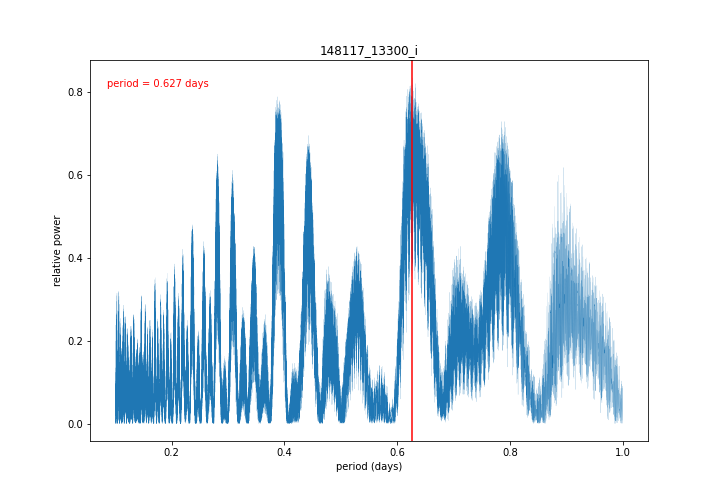 148117_13300_i
period = 0.627 days
0.8
0.6
0.4
0.2
0.0
relative power
0.2 0.4 0.6 0.8 1.0
period (days)